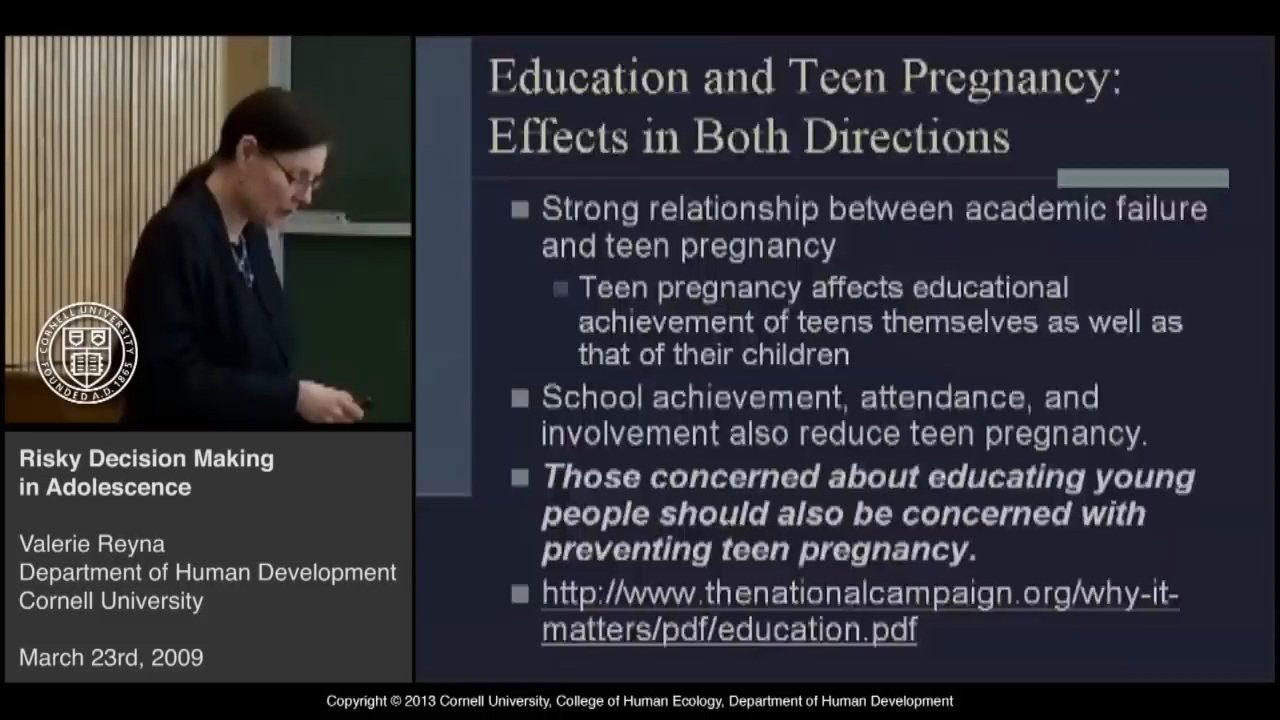 Education and Teen Pregnancy:
Effects in Both Directions
Strong relationship between academic failure
and teen pregnancy
Teen pregnancy affects educational
achievement of teens themselves as well as
that of their children
School achievement, attendance, and
involvement also reduce teen pregnancy.
Those concerned about educating young
people should also be concerned with
preventing teen pregnancy.
http://www.thenationalcampaign.org/why-it-
matters/pdf/education.pdf
CORNELL UNIVERSITY
FOUNDED A.D. 1865
Risky Decision Making
in Adolescence
Valerie Reyna
Department of Human Development
Cornell University
March 23rd, 2009
Copyright © 2013 Cornell University, College of Human Ecology, Department of Human Development